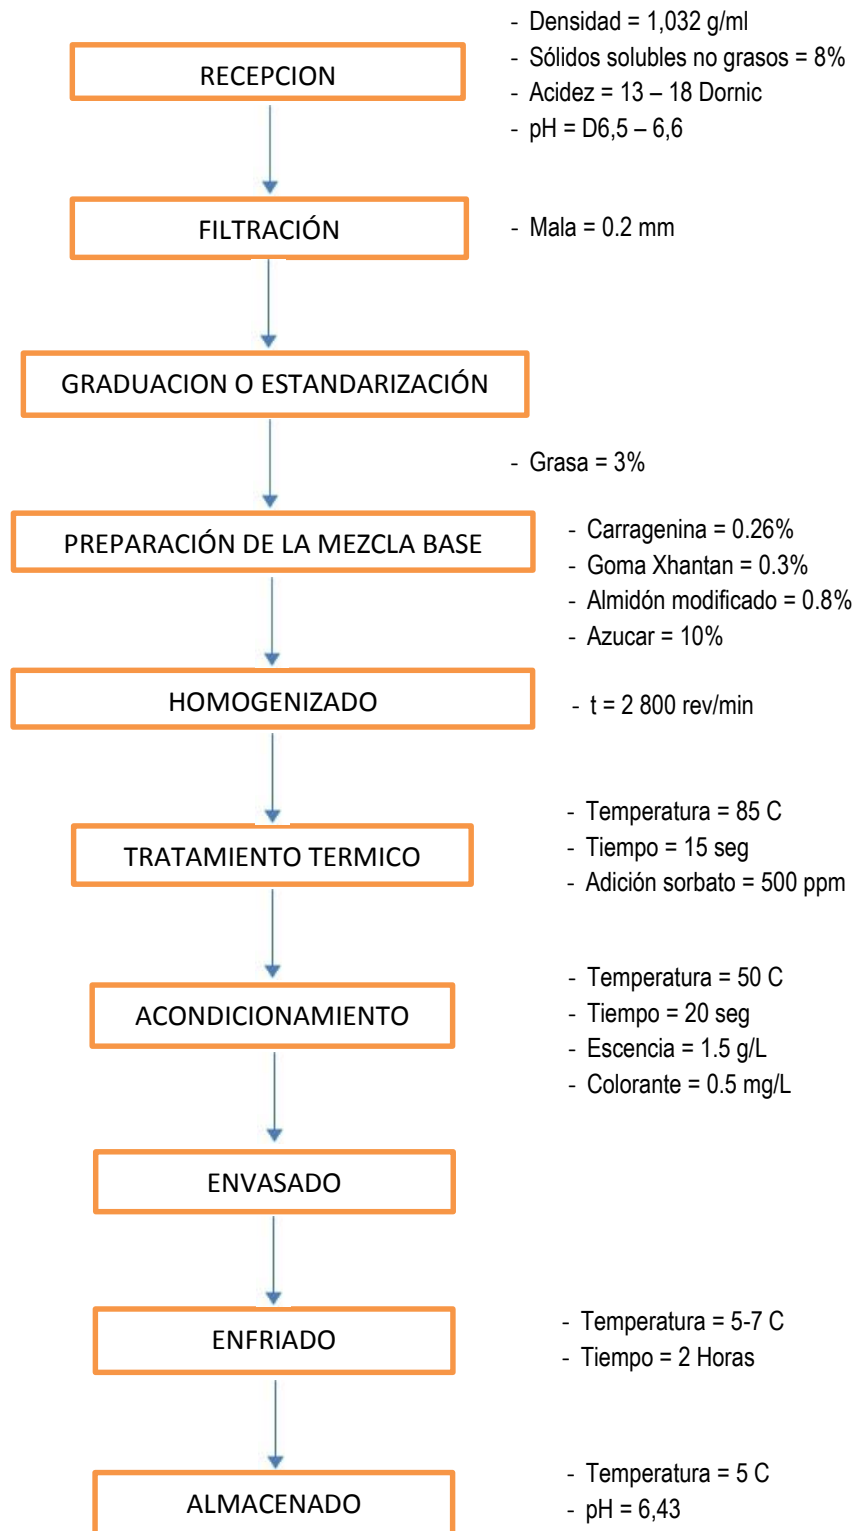 - Densidad = 1,032 g/ml
- Sólidos solubles no grasos = 8%
RECEPCION
- Acidez = 13 – 18 Dornic
- pH = D6,5 – 6,6
FILTRACIÓN
- Mala = 0.2 mm
GRADUACION O ESTANDARIZACIÓN
- Grasa = 3%
PREPARACIÓN DE LA MEZCLA BASE
- Carragenina = 0.26%
- Goma Xhantan = 0.3%
- Almidón modificado = 0.8%
- Azucar = 10%
HOMOGENIZADO
- t = 2 800 rev/min
TRATAMIENTO TERMICO
- Temperatura = 85 C
- Tiempo = 15 seg
- Adición sorbato = 500 ppm
ACONDICIONAMIENTO
- Temperatura = 50 C
- Tiempo = 20 seg
- Escencia = 1.5 g/L
- Colorante = 0.5 mg/L
ENVASADO
ENFRIADO
- Temperatura = 5-7 C
- Tiempo = 2 Horas
ALMACENADO
- Temperatura = 5 C
- pH = 6,43